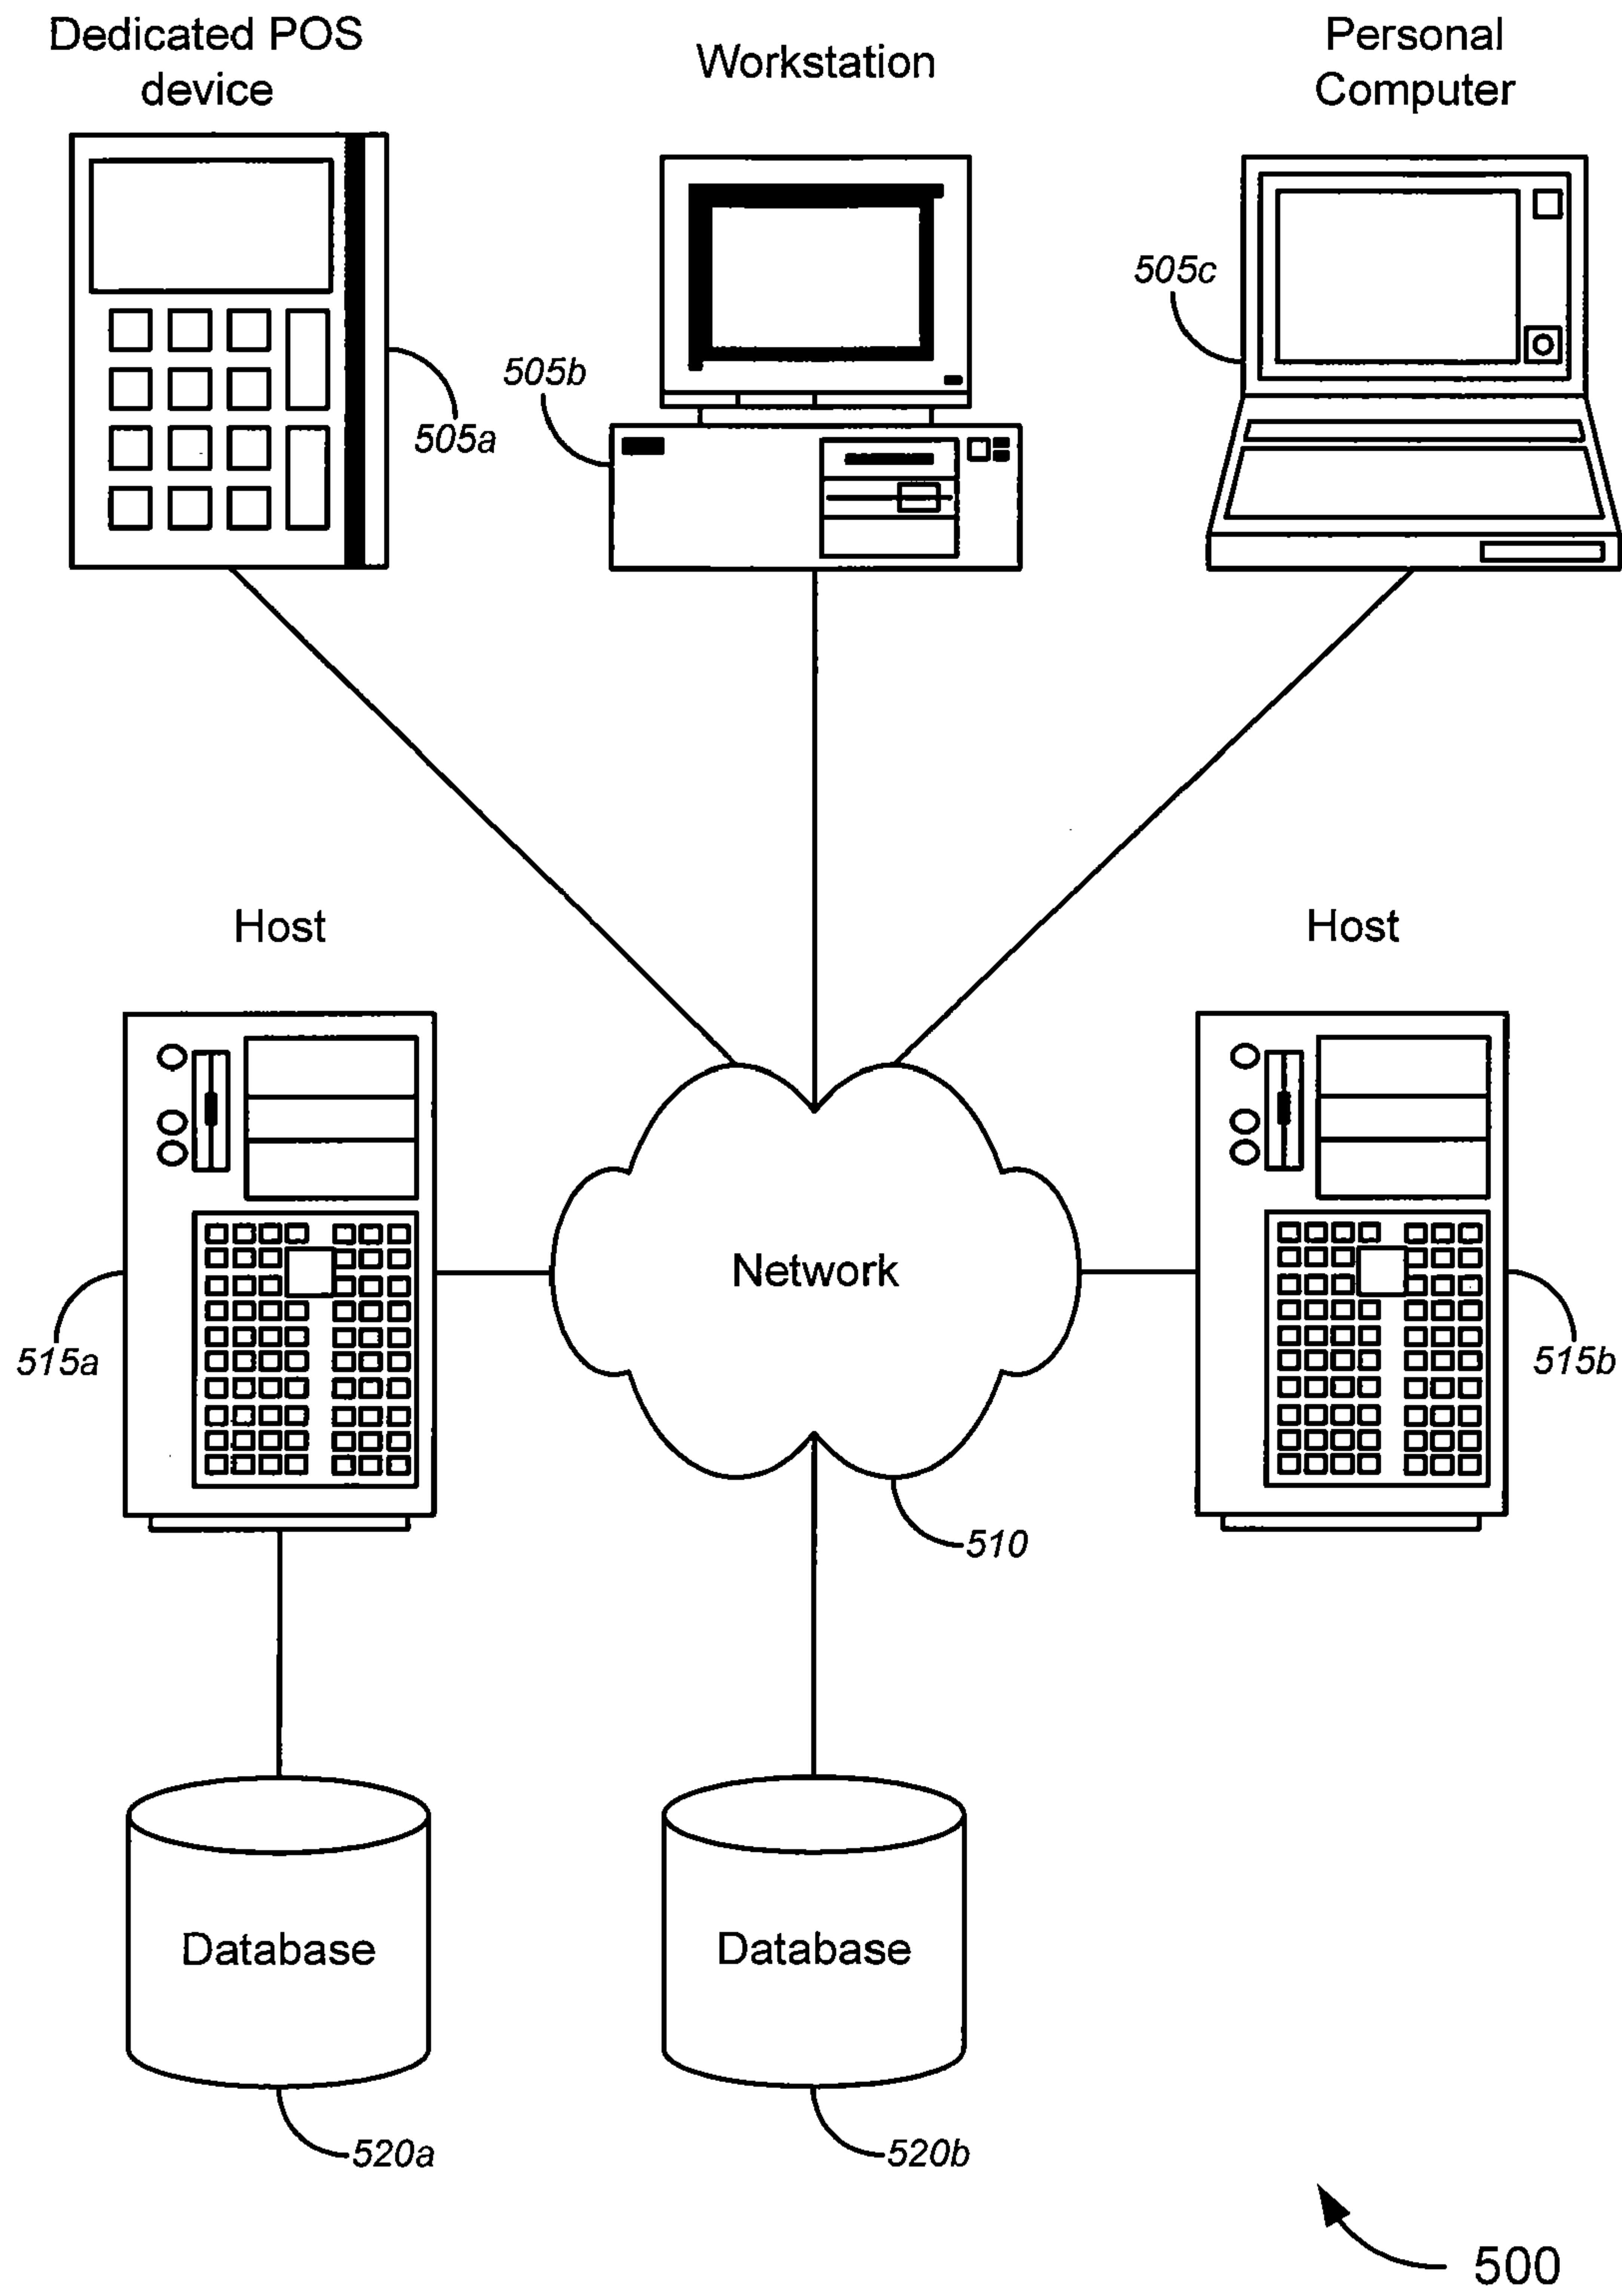 Dedicated POS
device
Workstation
Personal
Computer
505c
505b
505a
Host
Host
Network
515a
515b
510
Database
Database
520a
520b
500